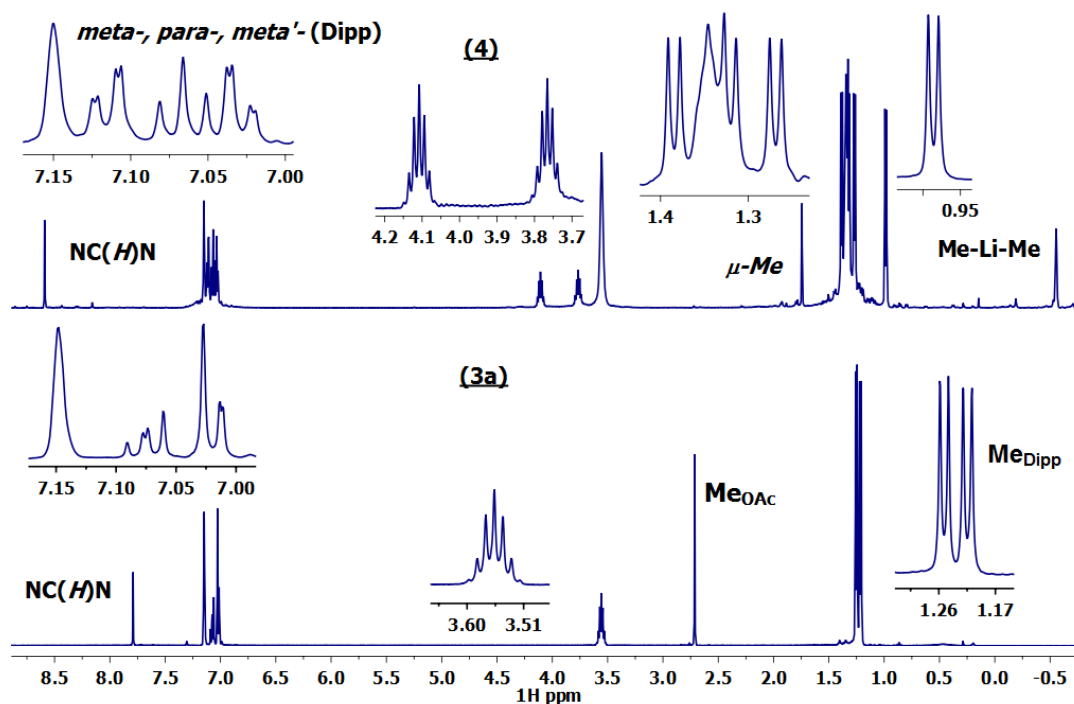 meta-, para-, meta'- (Dipp)
(4)
7.15 7.10 7.05 7.00
4.2 4.1 4.0 3.9 3.8 3.7
1.4 1.3
0.95
NC(H)N
μ-Me
Me-Li-Me
(3a)
7.15 7.10 7.05 7.00
Me_OAc
Me_Dipp
3.60 3.51
1.26 1.17
NC(H)N
8.5 8.0 7.5 7.0 6.5 6.0 5.5 5.0 4.5 4.0 3.5 3.0 2.5 2.0 1.5 1.0 0.5 0.0 -0.5
1H ppm